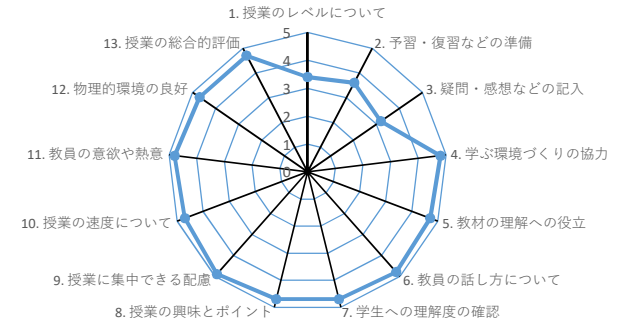 1. 授業のレベルについて
2. 予習・復習などの準備
3. 疑問・感想などの記入
4. 学ぶ環境づくりの協力
5. 教材の理解への役立
6. 教員の話し方について
7. 学生への理解度の確認
8. 授業の興味とポイント
9. 授業に集中できる配慮
10. 授業の速度について
11. 教員の意欲や熱意
12. 物理的環境の良好
13. 授業の総合的評価
5
4
3
2
1
0